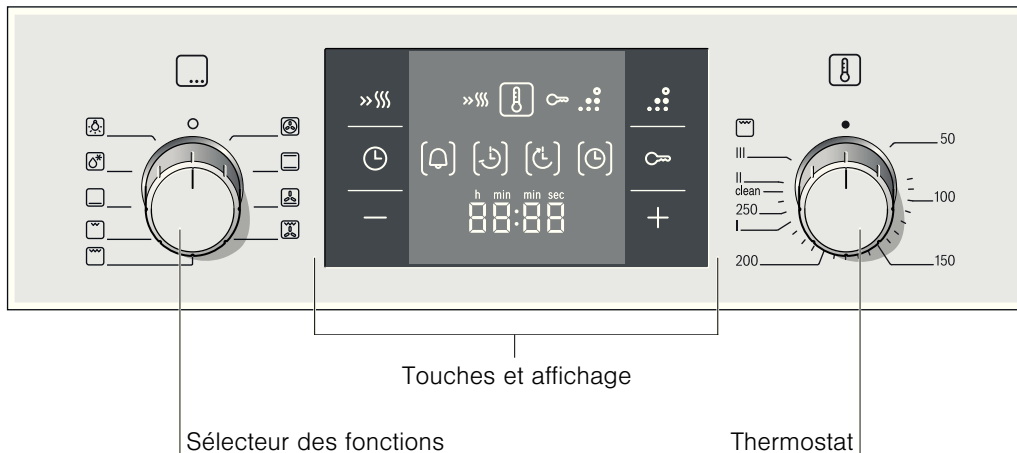 h min min sec
88:88
50
100
150
200
250
I
clean
II
III
Touches et affichage
Sélecteur des fonctions
Thermostat